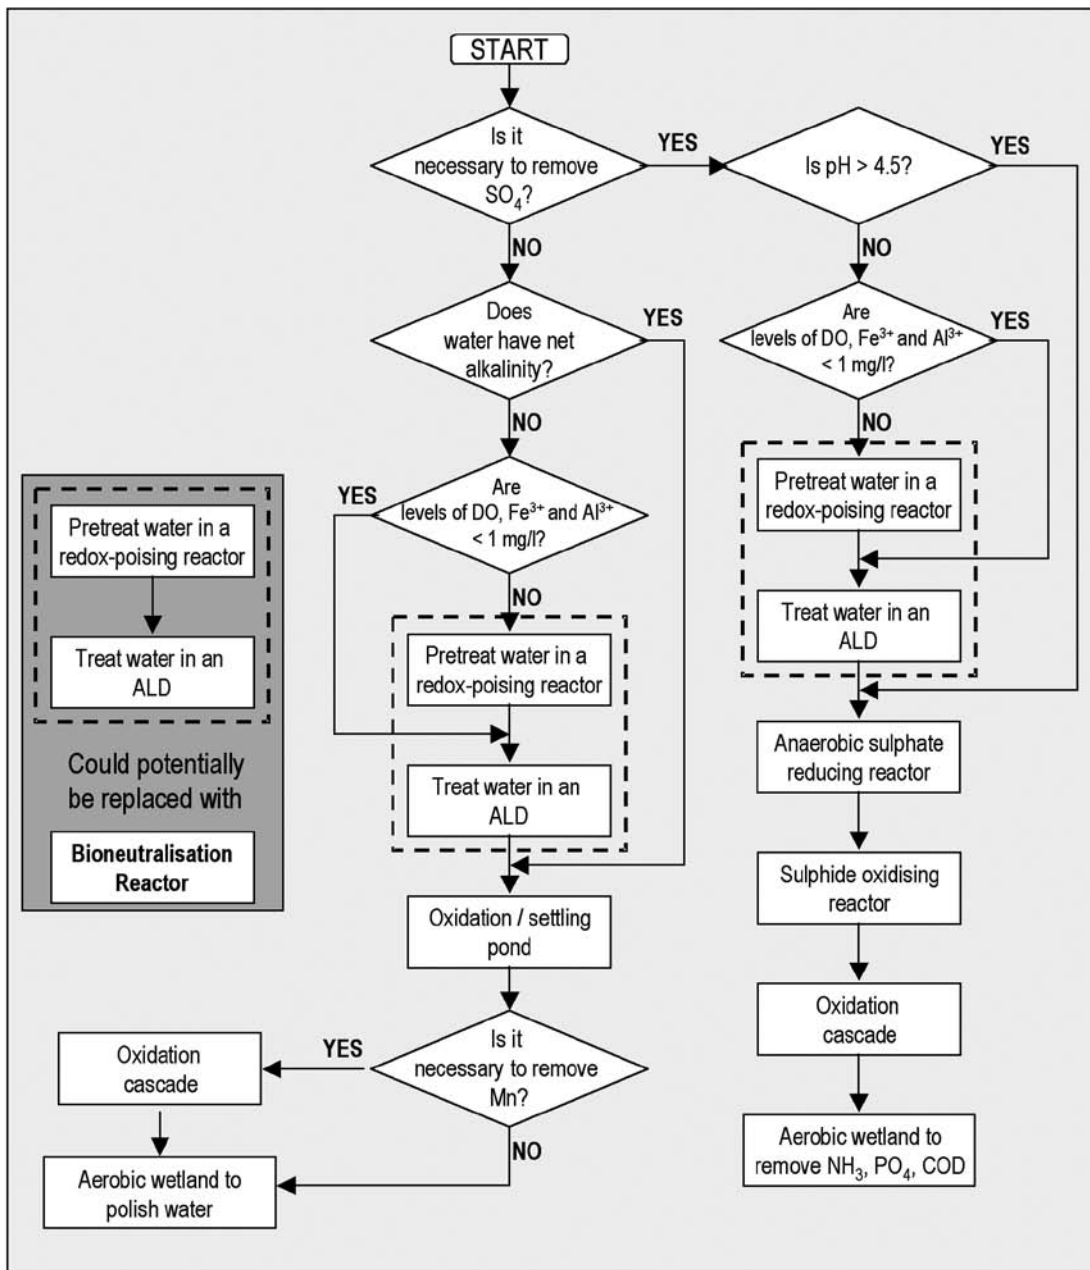 START
Is it
necessary to remove
SO₄?
YES
Is pH > 4.5?
YES
NO
NO
Does
water have net
alkalinity?
YES
Are
levels of DO, Fe³⁺ and Al³⁺
< 1 mg/l?
YES
NO
NO
YES
Are
levels of DO, Fe³⁺ and Al³⁺
< 1 mg/l?
NO
Pretreat water in a
redox-poising reactor
Treat water in an
ALD
Pretreat water in a
redox-poising reactor
Treat water in an
ALD
Could potentially
be replaced with
Bioneutralisation
Reactor
Pretreat water in a
redox-poising reactor
Treat water in an
ALD
Anaerobic sulphate
reducing reactor
Sulphide oxidising
reactor
Oxidation / settling
pond
Oxidation
cascade
Is it
necessary to remove
Mn?
YES
Oxidation
cascade
NO
Aerobic wetland to
polish water
Aerobic wetland to
remove NH₃, PO₄, COD